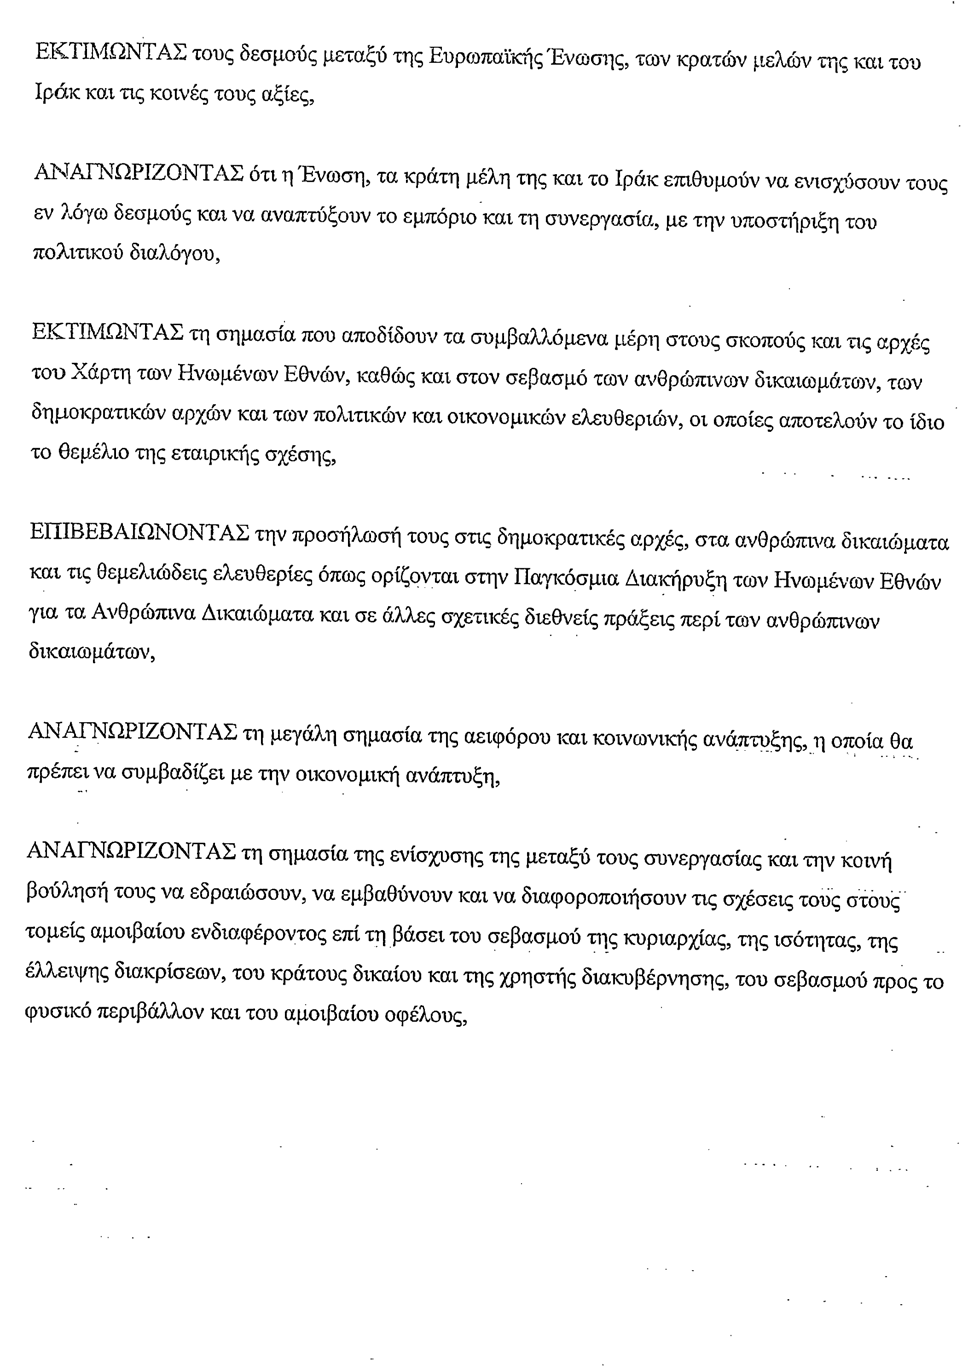 ΕΚΤΙΜΩΝΤΑΣ τους δεσμούς μεταξύ της Ευρωπαϊκής Ένωσης, των κρατών μελών της και του
Ιράκ και τις κοινές τους αξίες,
ΑΝΑΓΝΩΡΙΖΟΝΤΑΣ ότι η Ένωση, τα κράτη μέλη της και το Ιράκ επιθυμούν να ενισχύσουν τους
εν λόγω δεσμούς και να αναπτύξουν το εμπόριο και τη συνεργασία, με την υποστήριξη του
πολιτικού διαλόγου,
ΕΚΤΙΜΩΝΤΑΣ τη σημασία που αποδίδουν τα συμβαλλόμενα μέρη στους σκοπούς και τις αρχές
του Χάρτη των Ηνωμένων Εθνών, καθώς και στον σεβασμό των ανθρώπινων δικαιωμάτων, των
δημοκρατικών αρχών και των πολιτικών και οικονομικών ελευθεριών, οι οποίες αποτελούν το ίδιο
το θεμέλιο της εταιρικής σχέσης,
ΕΠΙΒΕΒΑΙΩΝΟΝΤΑΣ την προσήλωσή τους στις δημοκρατικές αρχές, στα ανθρώπινα δικαιώματα
και τις θεμελιώδεις ελευθερίες όπως ορίζονται στην Παγκόσμια Διακήρυξη των Ηνωμένων Εθνών
για τα Ανθρώπινα Δικαιώματα και σε άλλες σχετικές διεθνείς πράξεις περί των ανθρώπινων
δικαιωμάτων,
ΑΝΑΓΝΩΡΙΖΟΝΤΑΣ τη μεγάλη σημασία της αειφόρου και κοινωνικής ανάπτυξης, η οποία θα
πρέπει να συμβαδίζει με την οικονομική ανάπτυξη,
ΑΝΑΓΝΩΡΙΖΟΝΤΑΣ τη σημασία της ενίσχυσης της μεταξύ τους συνεργασίας και την κοινή
βούλησή τους να εδραιώσουν, να εμβαθύνουν και να διαφοροποιήσουν τις σχέσεις τους στους
τομείς αμοιβαίου ενδιαφέροντος επί τη βάσει του σεβασμού της κυριαρχίας, της ισότητας, της
έλλειψης διακρίσεων, του κράτους δικαίου και της χρηστής διακυβέρνησης, του σεβασμού προς το
φυσικό περιβάλλον και του αμοιβαίου οφέλους,